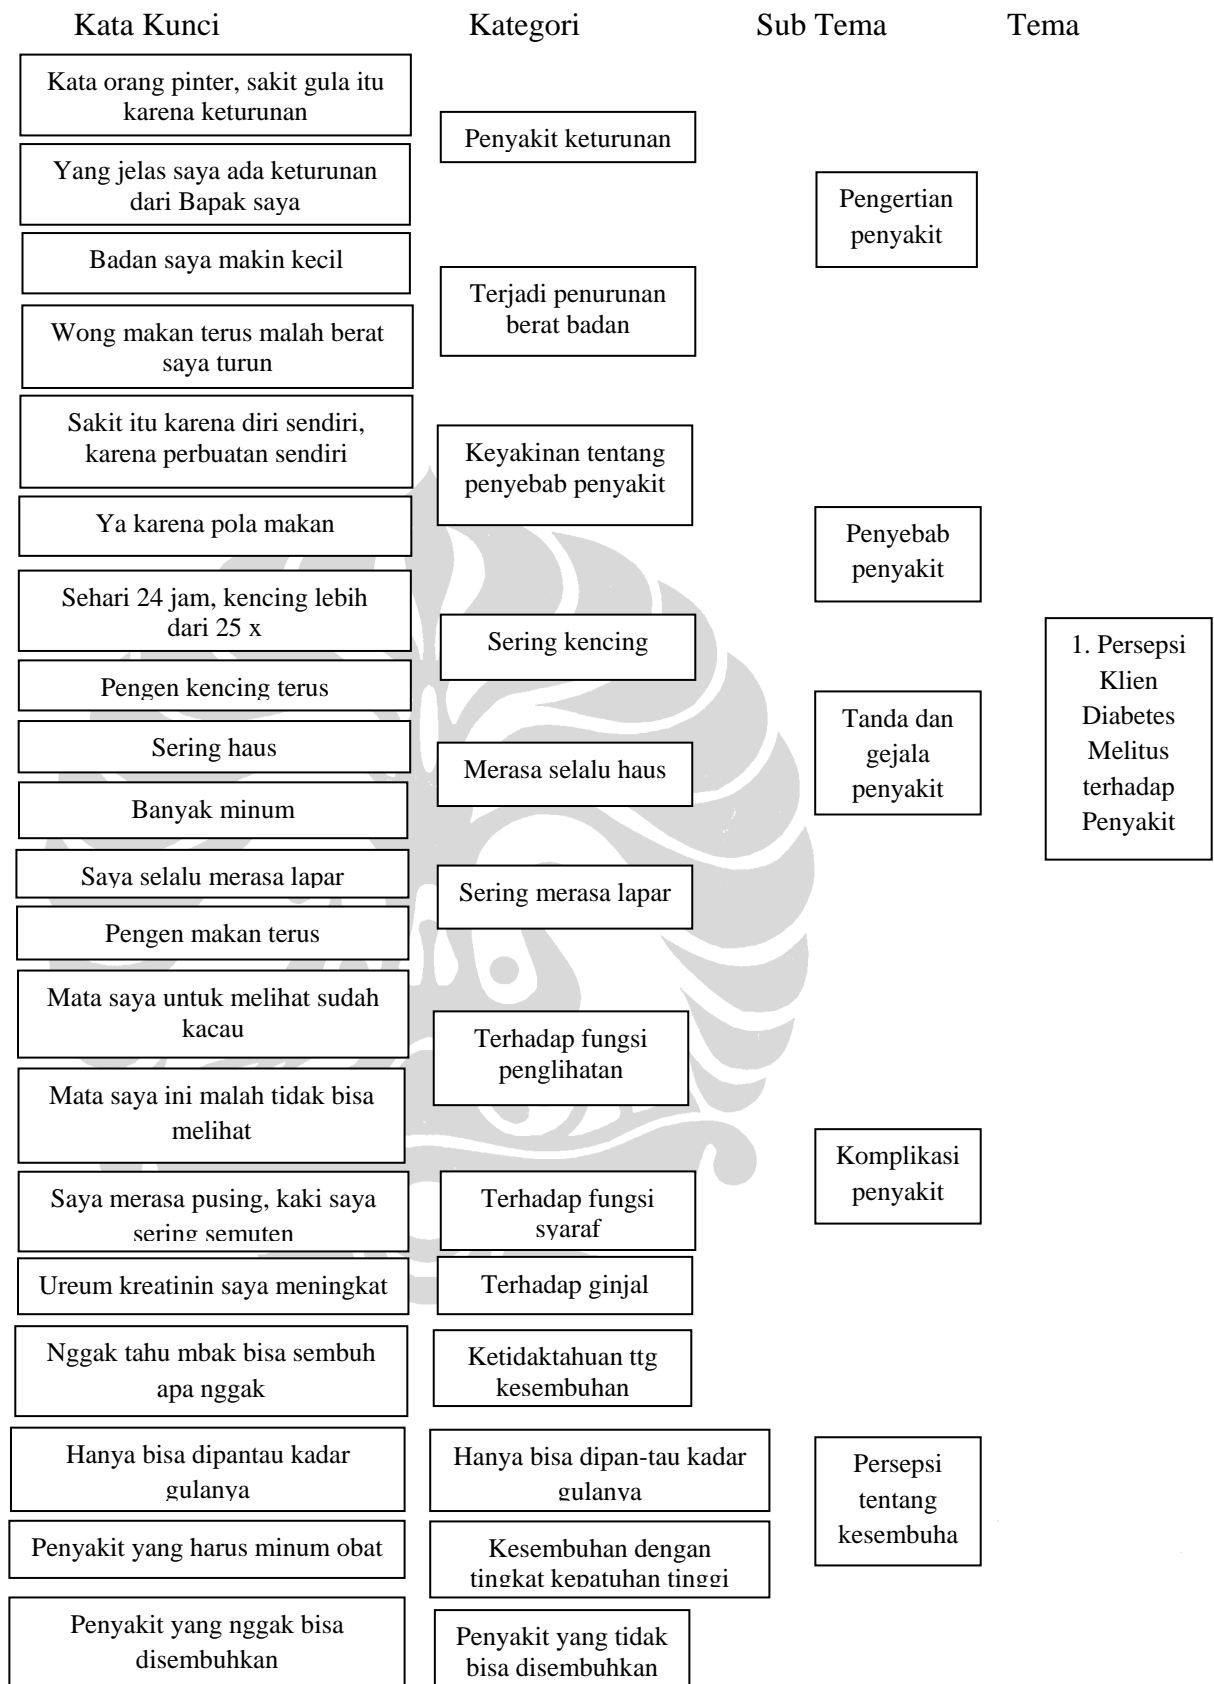 Kata Kunci
Kategori
Sub Tema
Tema
Kata orang pinter, sakit gula itu
karena keturunan
Yang jelas saya ada keturunan
dari Bapak saya
Badan saya makin kecil
Wong makan terus malah berat
saya turun
Sakit itu karena diri sendiri,
karena perbuatan sendiri
Ya karena pola makan
Sehari 24 jam, kencing lebih
dari 25 x
Pengen kencing terus
Sering haus
Banyak minum
Saya selalu merasa lapar
Pengen makan terus
Mata saya untuk melihat sudah
kacau
Mata saya ini malah tidak bisa
melihat
Saya merasa pusing, kaki saya
sering semuten
Ureum kreatinin saya meningkat
Nggak tahu mbak bisa sembuh
apa nggak
Hanya bisa dipantau kadar
gulanya
Penyakit yang harus minum obat
Penyakit yang nggak bisa
disembuhkan
Penyakit keturunan
Terjadi penurunan
berat badan
Keyakinan tentang
penyebab penyakit
Sering kencing
Merasa selalu haus
Sering merasa lapar
Terhadap fungsi
penglihatan
Terhadap fungsi
syaraf
Terhadap ginjal
Ketidaktahuan ttg
kesembuhan
Hanya bisa dipan-tau kadar
gulanya
Kesembuhan dengan
tingkat kepatuhan tinggi
Penyakit yang tidak
bisa disembuhkan
Pengertian
penyakit
Penyebab
penyakit
Tanda dan
gejala
penyakit
Komplikasi
penyakit
Persepsi
tentang
kesembuha
1. Persepsi
Klien
Diabetes
Melitus
terhadap
Penyakit